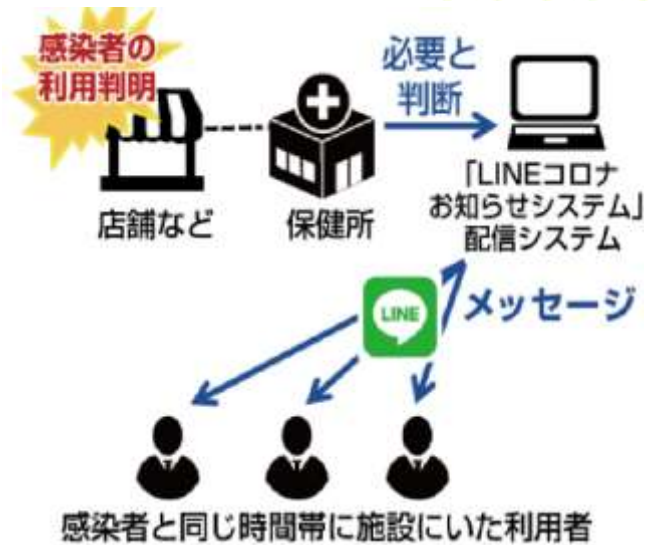 感染者の
利用判明
必要と
判断
店舗など
保健所
「LINEコロナ
お知らせシステム」
配信システム
LINE
メッセージ
感染者と同じ時間帯に施設にいた利用者